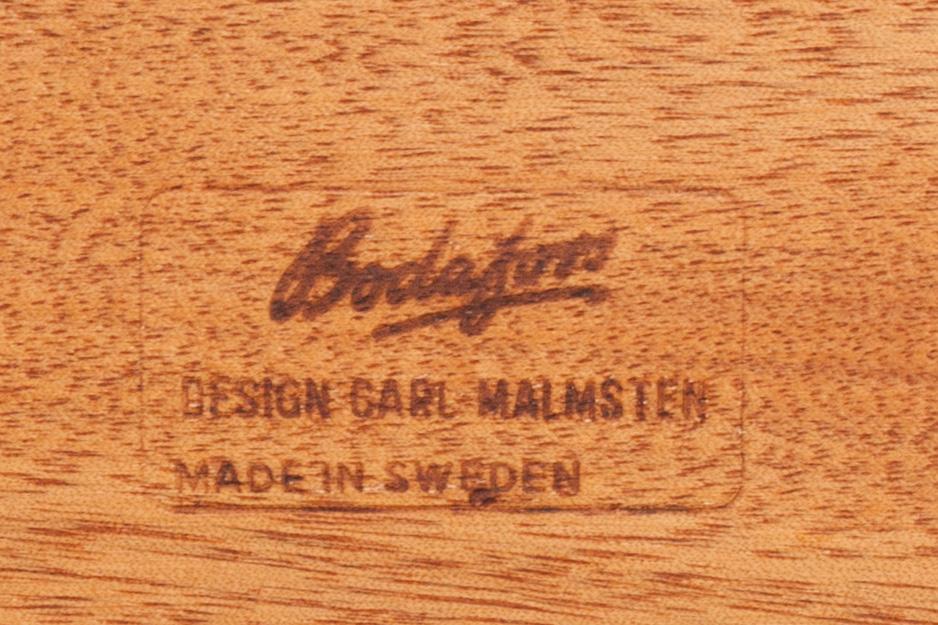 Bodafors
DESIGN CARL MALMSTEN
MADE IN SWEDEN